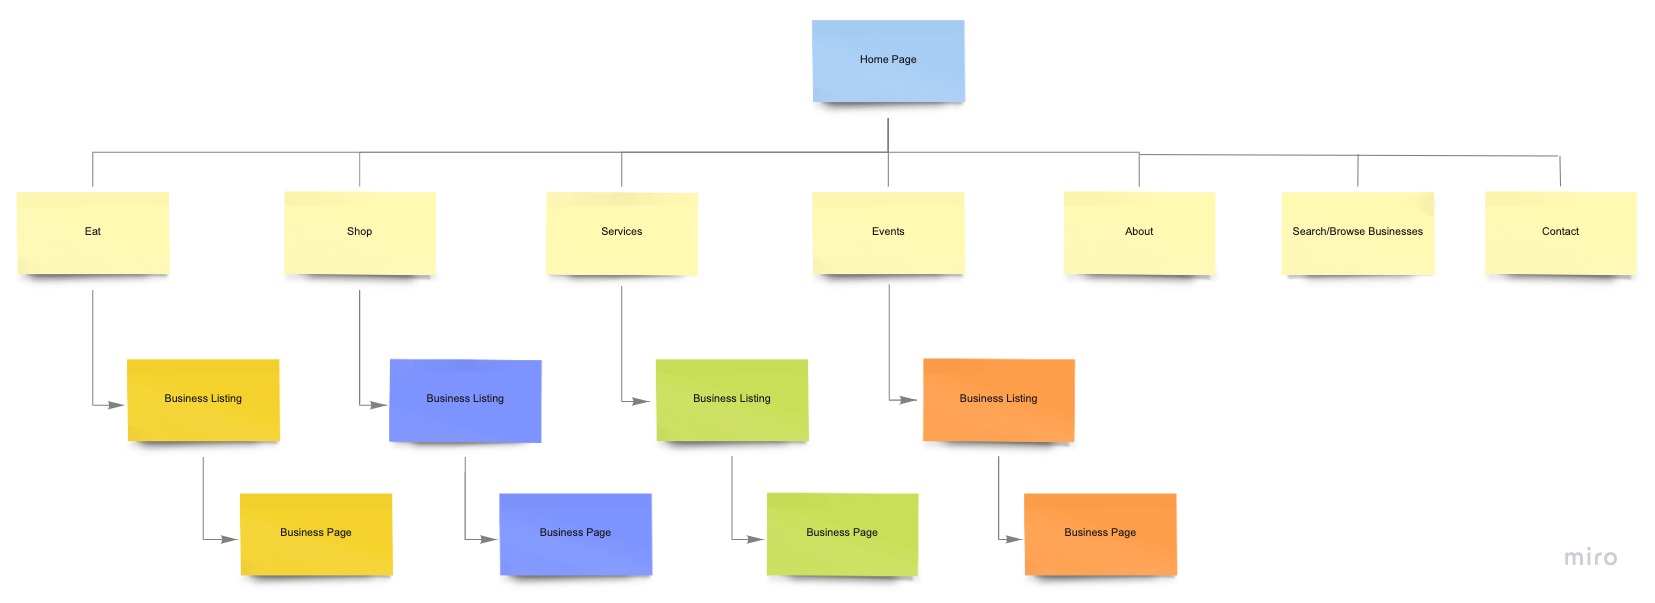 Home Page
Eat
Shop
Services
Events
About
Search/Browse Businesses
Contact
Business Listing
Business Listing
Business Listing
Business Listing
Business Page
Business Page
Business Page
Business Page
miro